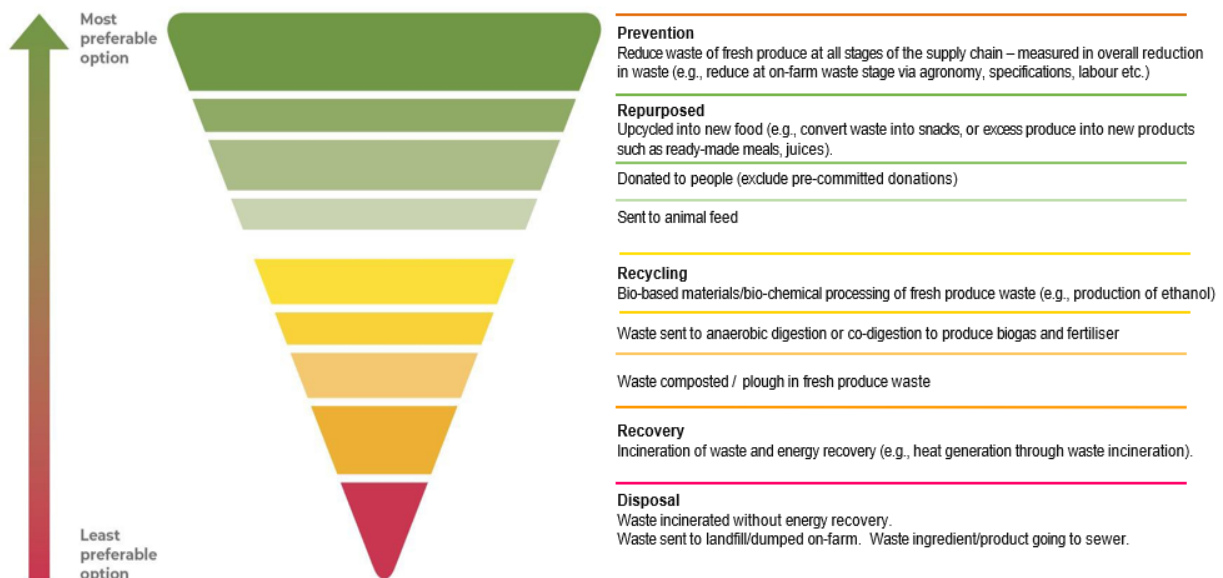 Most
preferable
option
Prevention
Reduce waste of fresh produce at all stages of the supply chain – measured in overall reduction
in waste (e.g., reduce at on-farm waste stage via agronomy, specifications, labour etc.)
Repurposed
Upcycled into new food (e.g., convert waste into snacks, or excess produce into new products
such as ready-made meals, juices).
Donated to people (exclude pre-committed donations)
Sent to animal feed
Recycling
Bio-based materials/bio-chemical processing of fresh produce waste (e.g., production of ethanol)
Waste sent to anaerobic digestion or co-digestion to produce biogas and fertiliser
Waste composted / plough in fresh produce waste
Recovery
Incineration of waste and energy recovery (e.g., heat generation through waste incineration).
Disposal
Waste incinerated without energy recovery.
Waste sent to landfill/dumped on-farm. Waste ingredient/product going to sewer.
Least
preferable
option